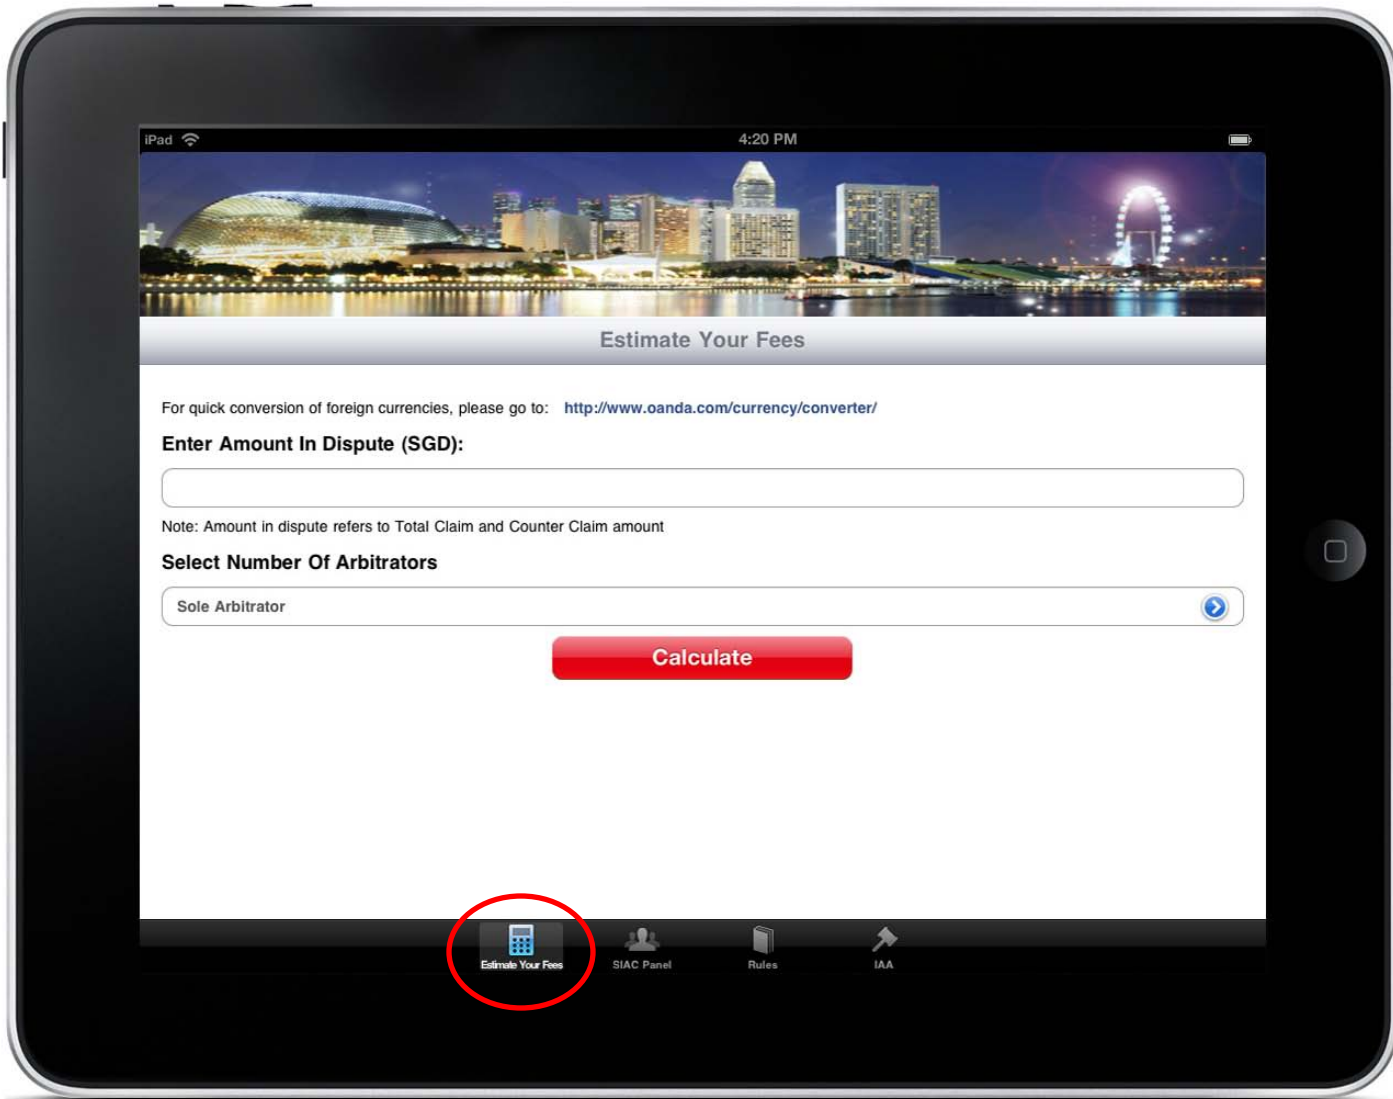 iPad 4:20 PM
Estimate Your Fees
For quick conversion of foreign currencies, please go to: http://www.oanda.com/currency/converter/
Enter Amount In Dispute (SGD):
Note: Amount in dispute refers to Total Claim and Counter Claim amount
Select Number Of Arbitrators
Sole Arbitrator
Calculate
Estimate Your Fees SIAC Panel Rules IAA